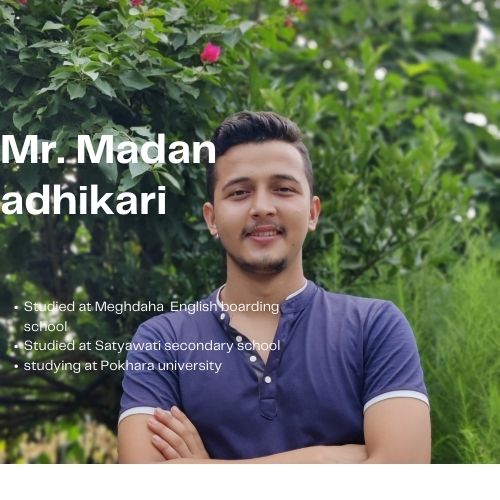 Mr. Madan
adhikari
• Studied at Meghdaha English boarding
school
• Studied at Satyawati secondary school
• studying at Pokhara university